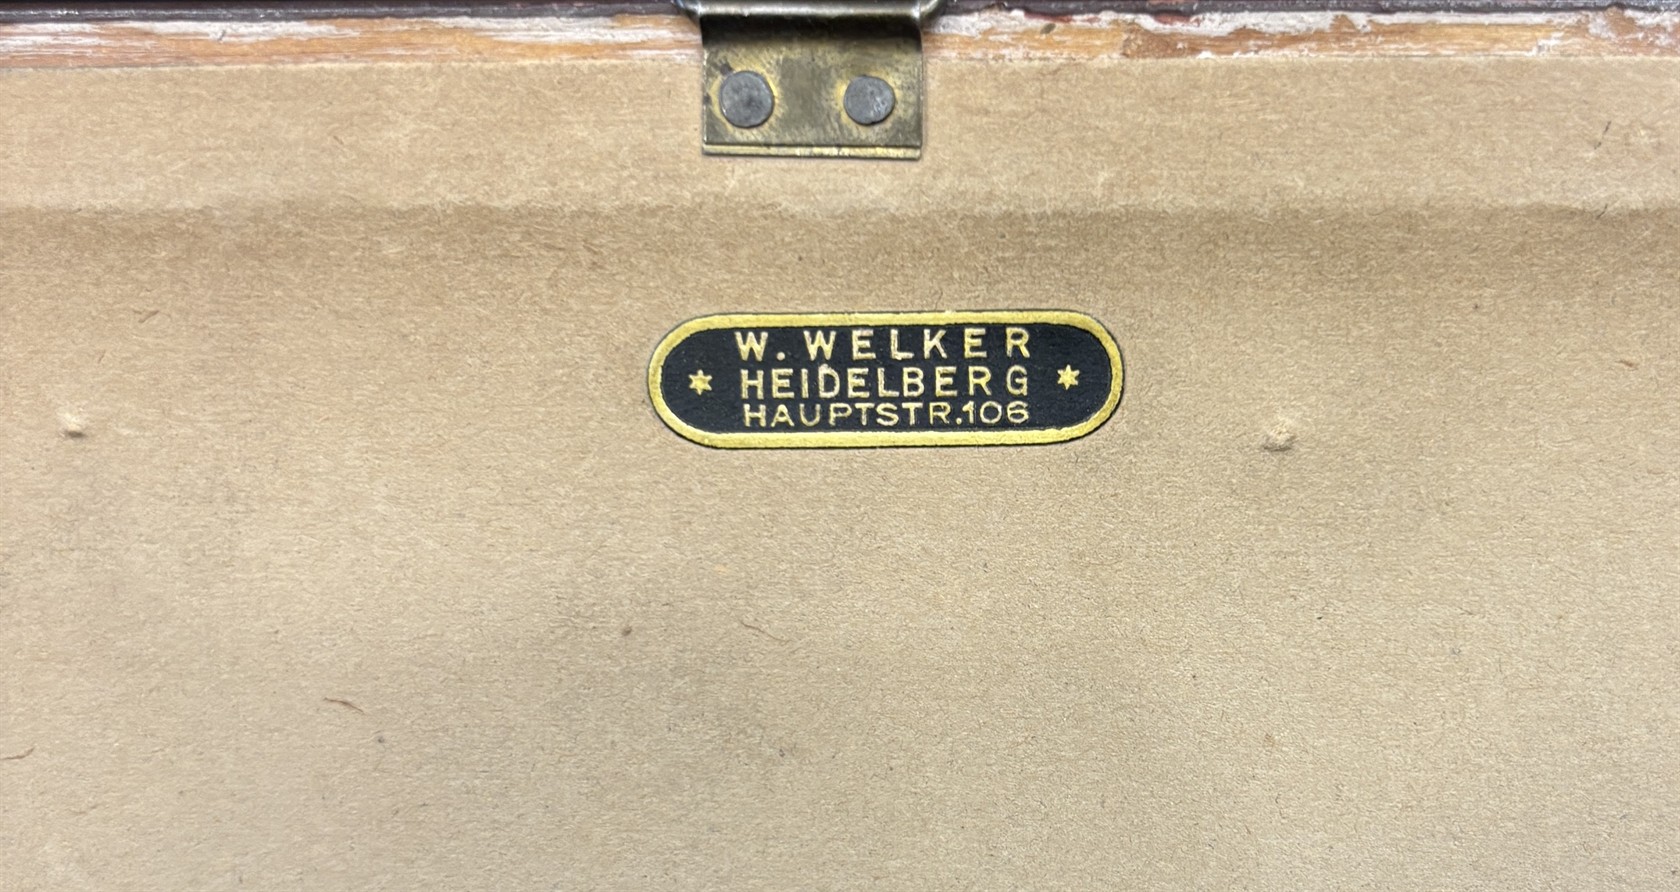 W. WELKER
HEIDELBERG
HAUPTSTR.106